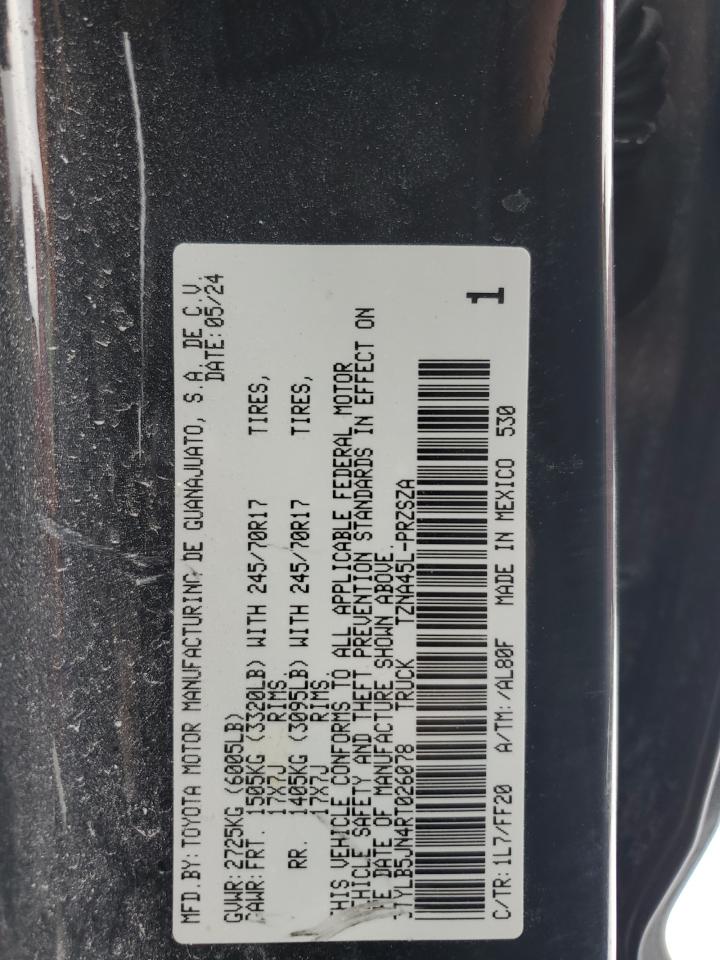 MFD.BY:TOYOTA MOTOR MANUFACTURING DE GUANAJUATO, S.A. DE C.V.
DATE:05/24
GVWR:2725KG (6005LB)
GAWR:FRT. 1505KG (3320LB) WITH 245/70R17 TIRES,
17X7J RIMS
RR. 1405KG (3095LB) WITH 245/70R17 TIRES,
17X7J RIMS
THIS VEHICLE CONFORMS TO ALL APPLICABLE FEDERAL MOTOR
VEHICLE SAFETY AND THEFT PREVENTION STANDARDS IN EFFECT ON
THE DATE OF MANUFACTURE SHOWN ABOVE.
3TYLB5JN4RT026078 TRUCK TZNA45L-PRZSZA
C/TR:1L7/FF20 A/TM:/AL80F MADE IN MEXICO 530
1